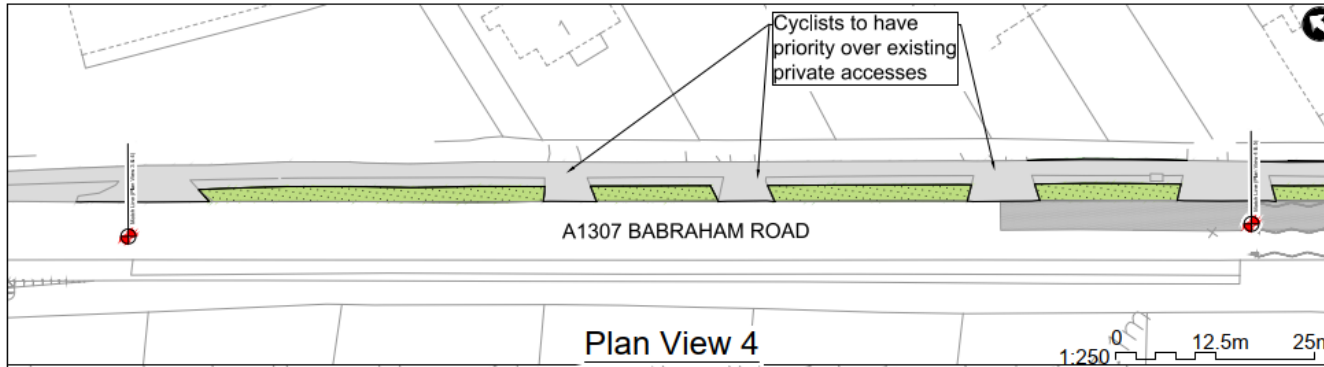 Cyclists to have
priority over existing
private accesses
1
A1307 BABRAHAM ROAD
Plan View 4
1:250
0
12.5m
25m